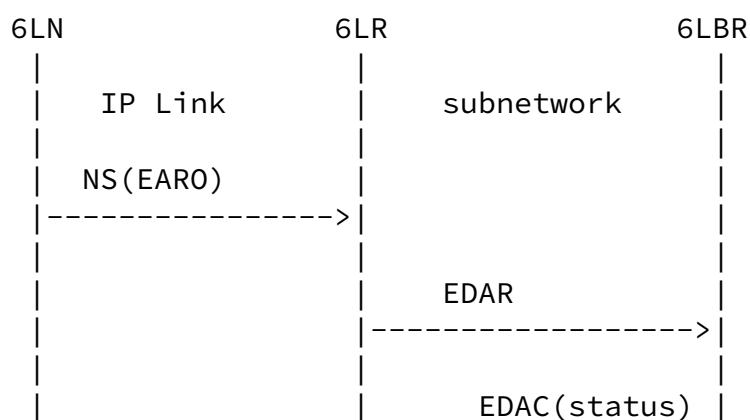 6LN 6LR 6LBR
IP Link subnetwork
NS(EARO)
EDAR
EDAC(status)